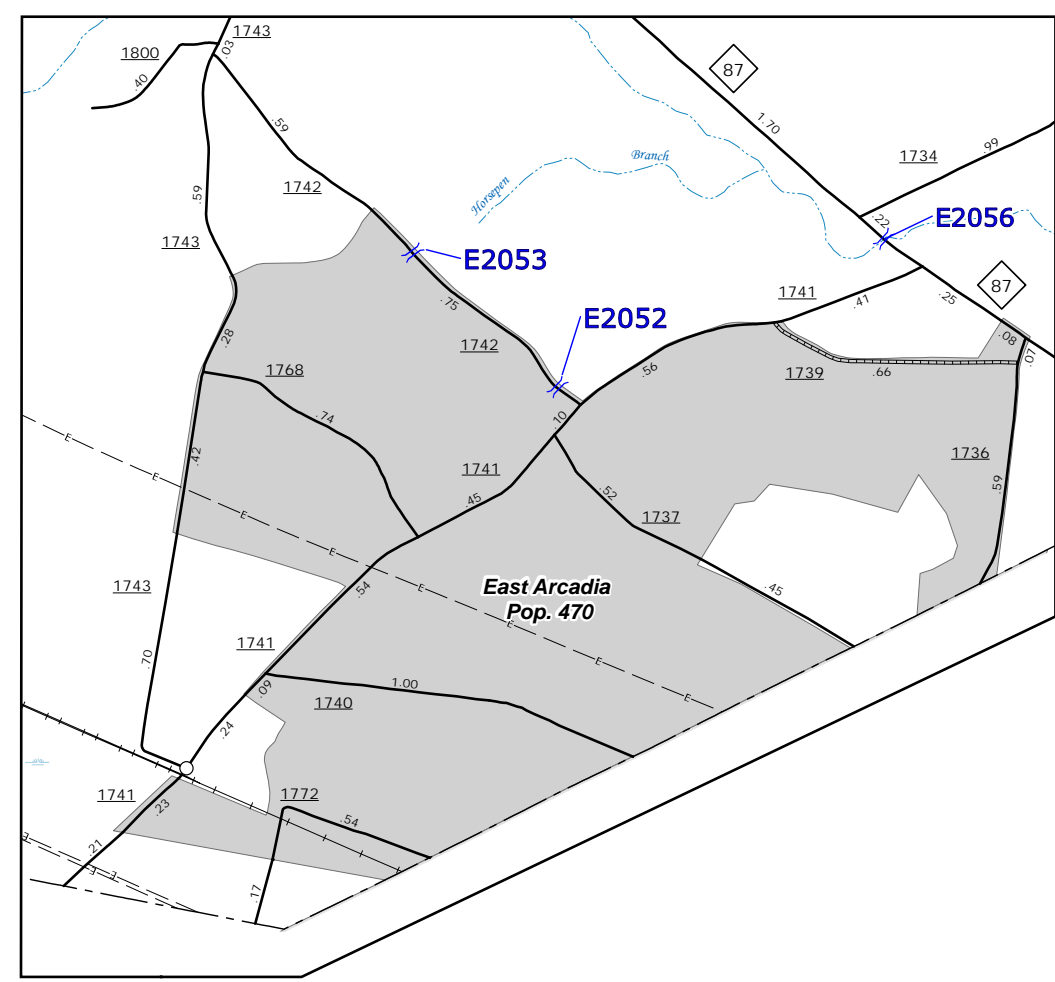 1743
1800
.03
.40
87
.59
1.70
Branch
1734
.99
1742
.59
Horsepen
.22
E2056
1743
E2053
87
1741
.41
.25
.75
E2052
.28
1742
.08
.07
1768
.56
1739
.66
.74
.10
E
.42
1741
1736
E
.45
.52
.59
E
1737
E
1743
.54
E
East Arcadia
Pop. 470
.45
E
1741
.70
E
.09
1.00
1740
E
.24
1741
.23
1772
.54
E
.21
E
E
.17